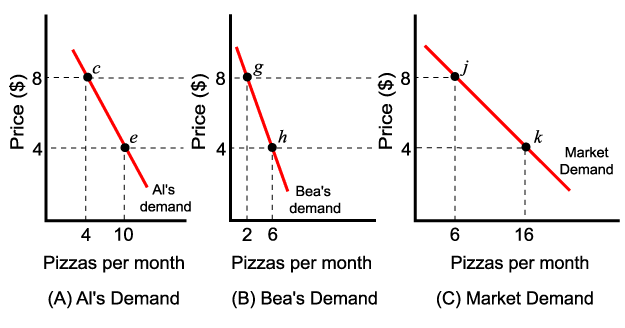 Price ($)
8
4
c
e
Al's
demand
4 10
Pizzas per month
(A) Al's Demand
Price ($)
8
4
g
h
Bea's
demand
2 6
Pizzas per month
(B) Bea's Demand
Price ($)
8
4
j
k
Market
Demand
6 16
Pizzas per month
(C) Market Demand